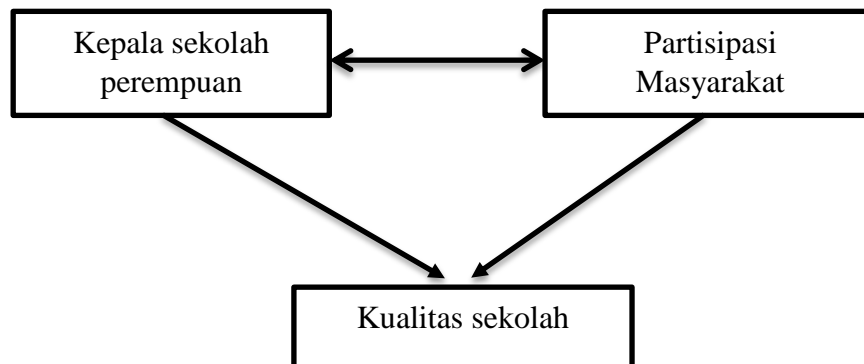 Kepala sekolah
perempuan
Partisipasi
Masyarakat
Kualitas sekolah